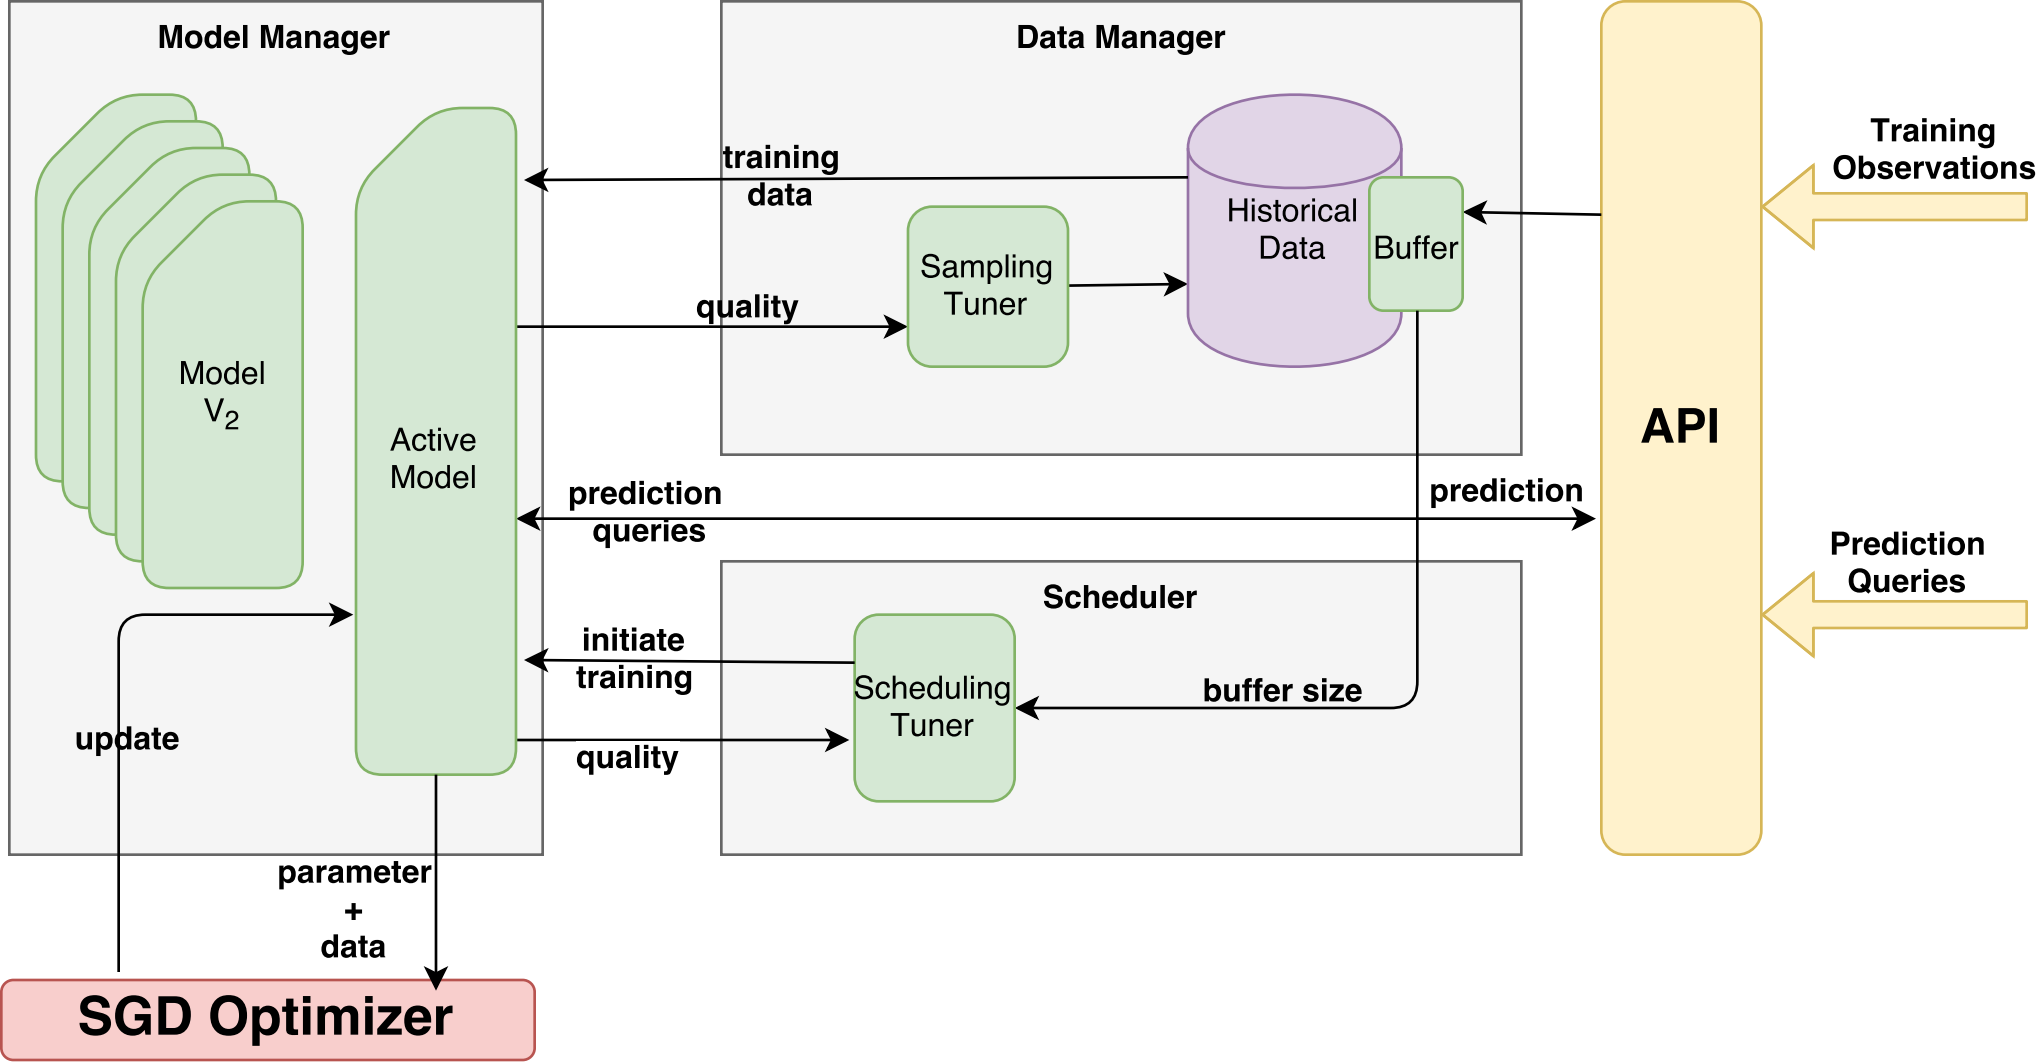 Model Manager
Data Manager
Training
Observations
training
data
Historical
Data
Buffer
Sampling
Tuner
quality
Model
V2
Active
Model
API
prediction
queries
prediction
Prediction
Queries
Scheduler
initiate
training
Scheduling
Tuner
buffer size
quality
update
parameter
+
data
SGD Optimizer